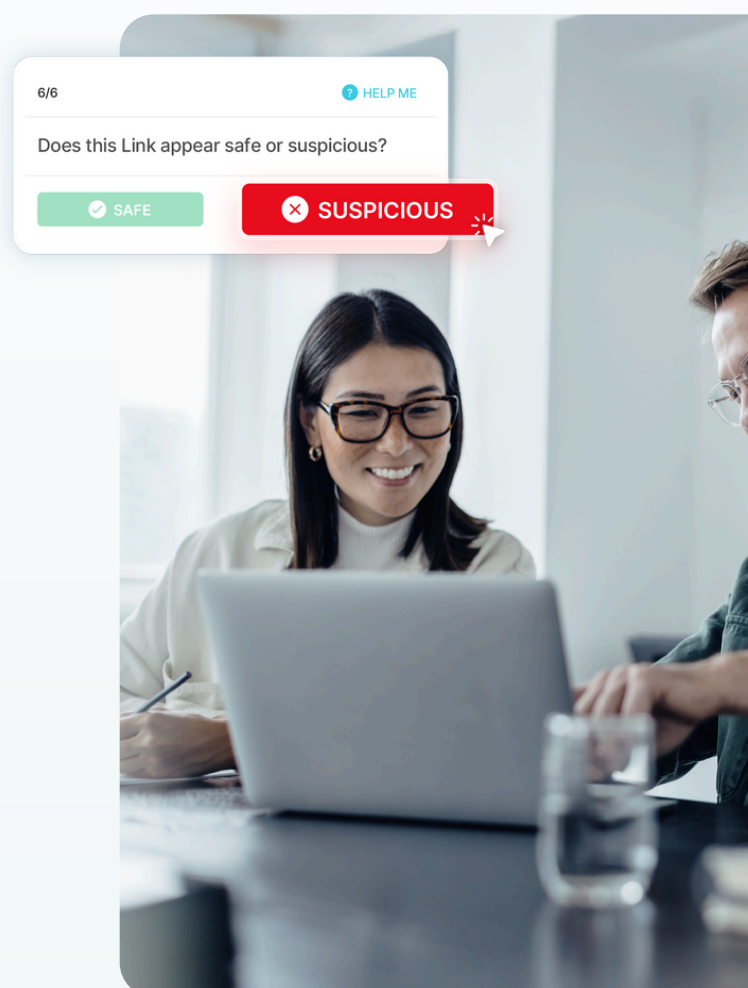 6/6
? HELP ME
Does this Link appear safe or suspicious?
SAFE
SUSPICIOUS